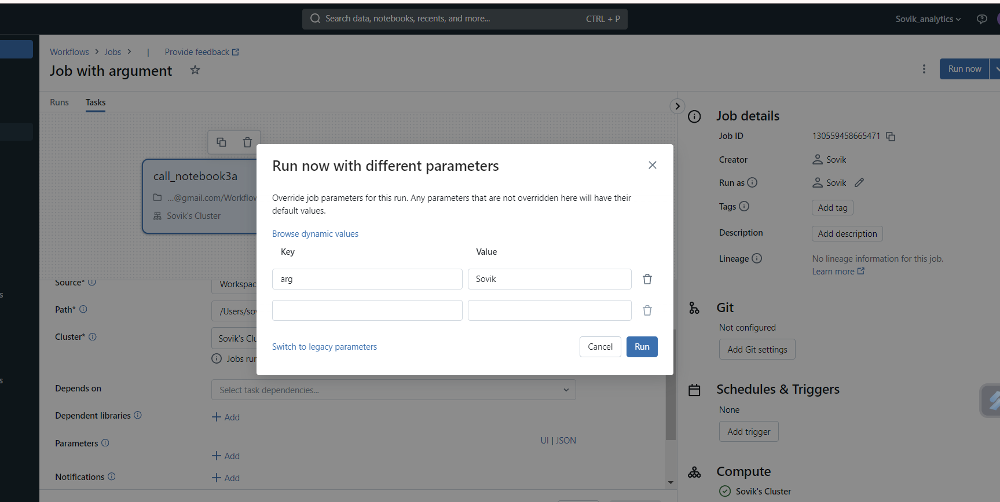 Search data, notebooks, recents, and more... CTRL + P
Sovik_analytics
Workflows > Jobs > | Provide feedback
Job with argument
Run now
Runs Tasks
call_notebook3a
...@gmail.com/Workflow
Sovik's Cluster
Source*
Workspac
Path*
/Users/sov
Cluster*
Sovik's Clu
Jobs run
Depends on
Select task dependencies...
Dependent libraries
+ Add
Parameters
UI | JSON
+ Add
Notifications
+ Add
Run now with different parameters
Override job parameters for this run. Any parameters that are not overridden here will have their
default values.
Browse dynamic values
Key Value
arg Sovik
Switch to legacy parameters
Cancel Run
Job details
Job ID 130559458665471
Creator Sovik
Run as Sovik
Tags Add tag
Description Add description
Lineage No lineage information for this job.
Learn more
Git
Not configured
Add Git settings
Schedules & Triggers
None
Add trigger
Compute
Sovik's Cluster
s
s